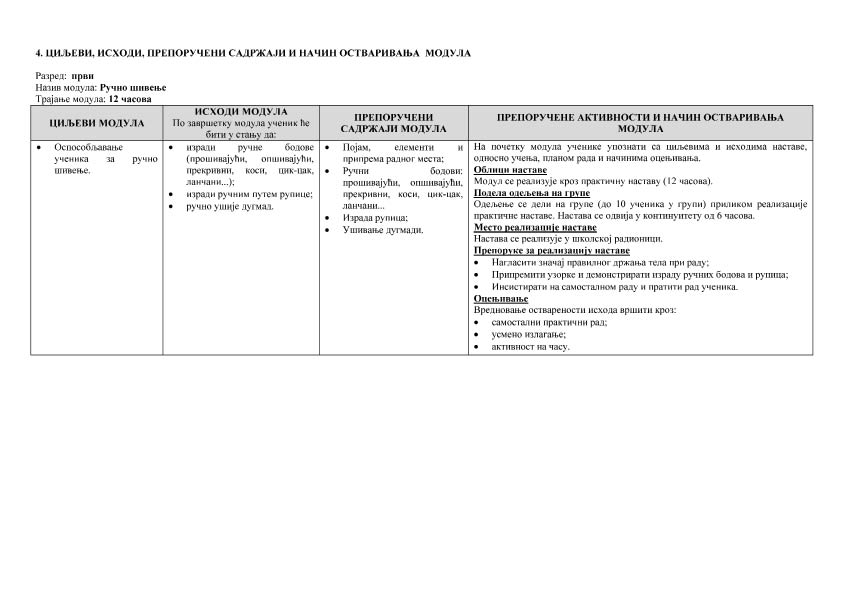 4. ЦИЉЕВИ, ИСХОДИ, ПРЕПОРУЧЕНИ САДРЖАЈИ И НАЧИН ОСТВАРИВАЊА МОДУЛА
Разред: први
Назив модула: Ручно шивење
Трајање модула: 12 часова
ЦИЉЕВИ МОДУЛА
ИСХОДИ МОДУЛА
По завршетку модула ученик ће
бити у стању да:
ПРЕПОРУЧЕНИ
САДРЖАЈИ МОДУЛА
ПРЕПОРУЧЕНЕ АКТИВНОСТИ И НАЧИН ОСТВАРИВАЊА
МОДУЛА
• Оспособљавање
ученика за ручно
шивење.
• изради ручне бодове
(прошивајући, опшивајући,
прекривни, коси, цик-цак,
ланчани...);
• изради ручним путем рупице;
• ручно ушије дугмад.
• Појам, елементи и
припрема радног места;
• Ручни бодови:
прошивајући, опшивајући,
прекривни, коси, цик-цак,
ланчани...
• Израда рупица;
• Ушивање дугмади.
На почетку модула ученике упознати са циљевима и исходима наставе,
односно учења, планом рада и начинима оцењивања.
Облици наставе
Модул се реализује кроз практичну наставу (12 часова).
Подела одељења на групе
Одељење се дели на групе (до 10 ученика у групи) приликом реализације
практичне наставе. Настава се одвија у континуитету од 6 часова.
Место реализације наставе
Настава се реализује у школској радионици.
Препоруке за реализацију наставе
• Нагласити значај правилног држања тела при раду;
• Припремити узорке и демонстрирати израду ручних бодова и рупица;
• Инсистирати на самосталном раду и пратити рад ученика.
Оцењивање
Вредновање остварености исхода вршити кроз:
• самостални практични рад;
• усмено излагање;
• активност на часу.